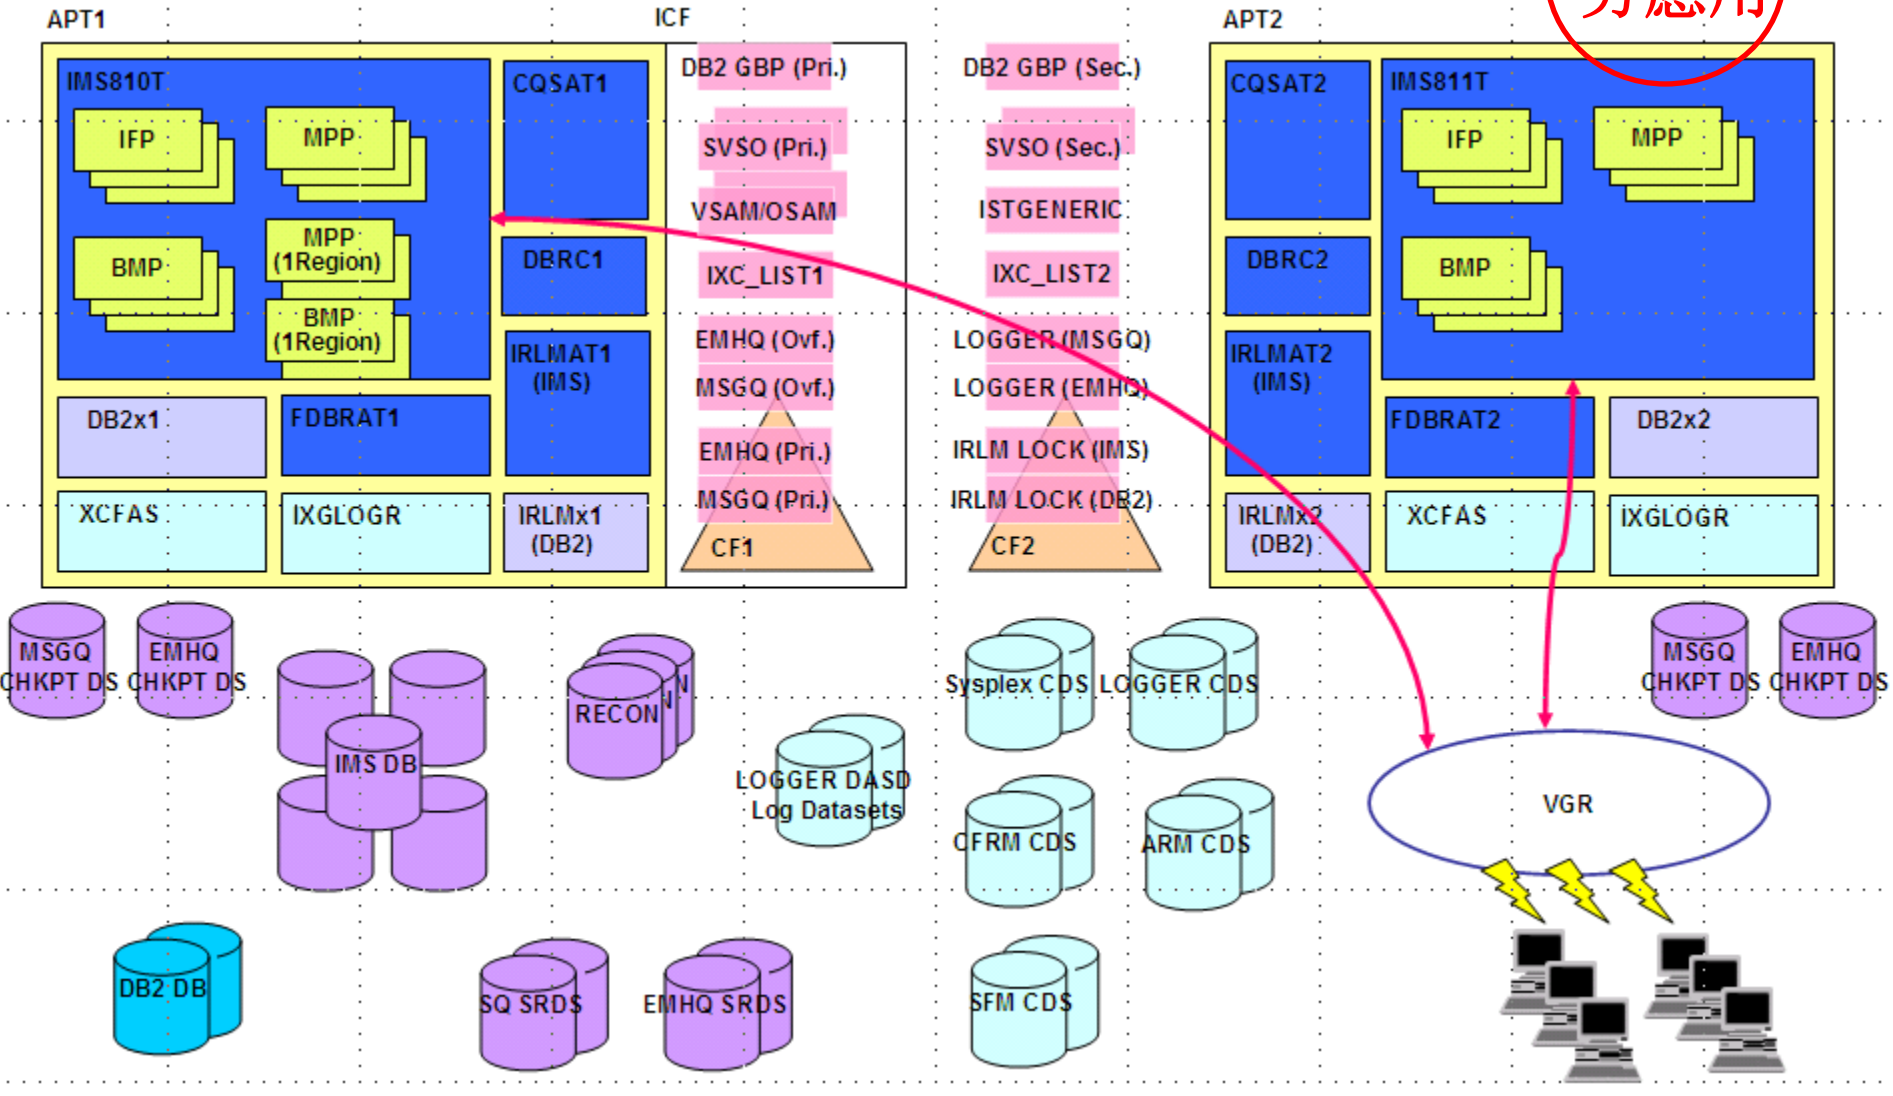 APT1
ICF
APT2
應用
IMS810T
IFP
MPP
BMP
MPP
(1Region)
BMP
(1Region)
CQSAT1
DBRC1
IRLMAT1
(IMS)
DB2x1
FDBRAT1
XCFAS
IXGLOGR
IRLMx1
(DB2)
DB2 GBP (Pri.)
SVSO (Pri.)
VSAM/OSAM
IXC_LIST1
EMHQ (Ovf.)
MSGQ (Ovf.)
EMHQ (Pri.)
MSGQ (Pri.)
CF1
DB2 GBP (Sec.)
SVSO (Sec.)
ISTGENERIC
IXC_LIST2
LOGGER (MSGQ)
LOGGER (EMHQ)
IRLM LOCK (IMS)
IRLM LOCK (DB2)
CF2
CQSAT2
DBRC2
IRLMAT2
(IMS)
IRLMx2
(DB2)
IMS811T
IFP
MPP
BMP
FDBRAT2
DB2x2
XCFAS
IXGLOGR
MSGQ
CHKPT DS
EMHQ
CHKPT DS
IMS DB
RECON
N
N
LOGGER DASD
Log Datasets
Sysplex CDS
LOGGER CDS
CFRM CDS
ARM CDS
SFM CDS
MSGQ
CHKPT DS
EMHQ
CHKPT DS
VGR
DB2 DB
SQ SRDS
EMHQ SRDS